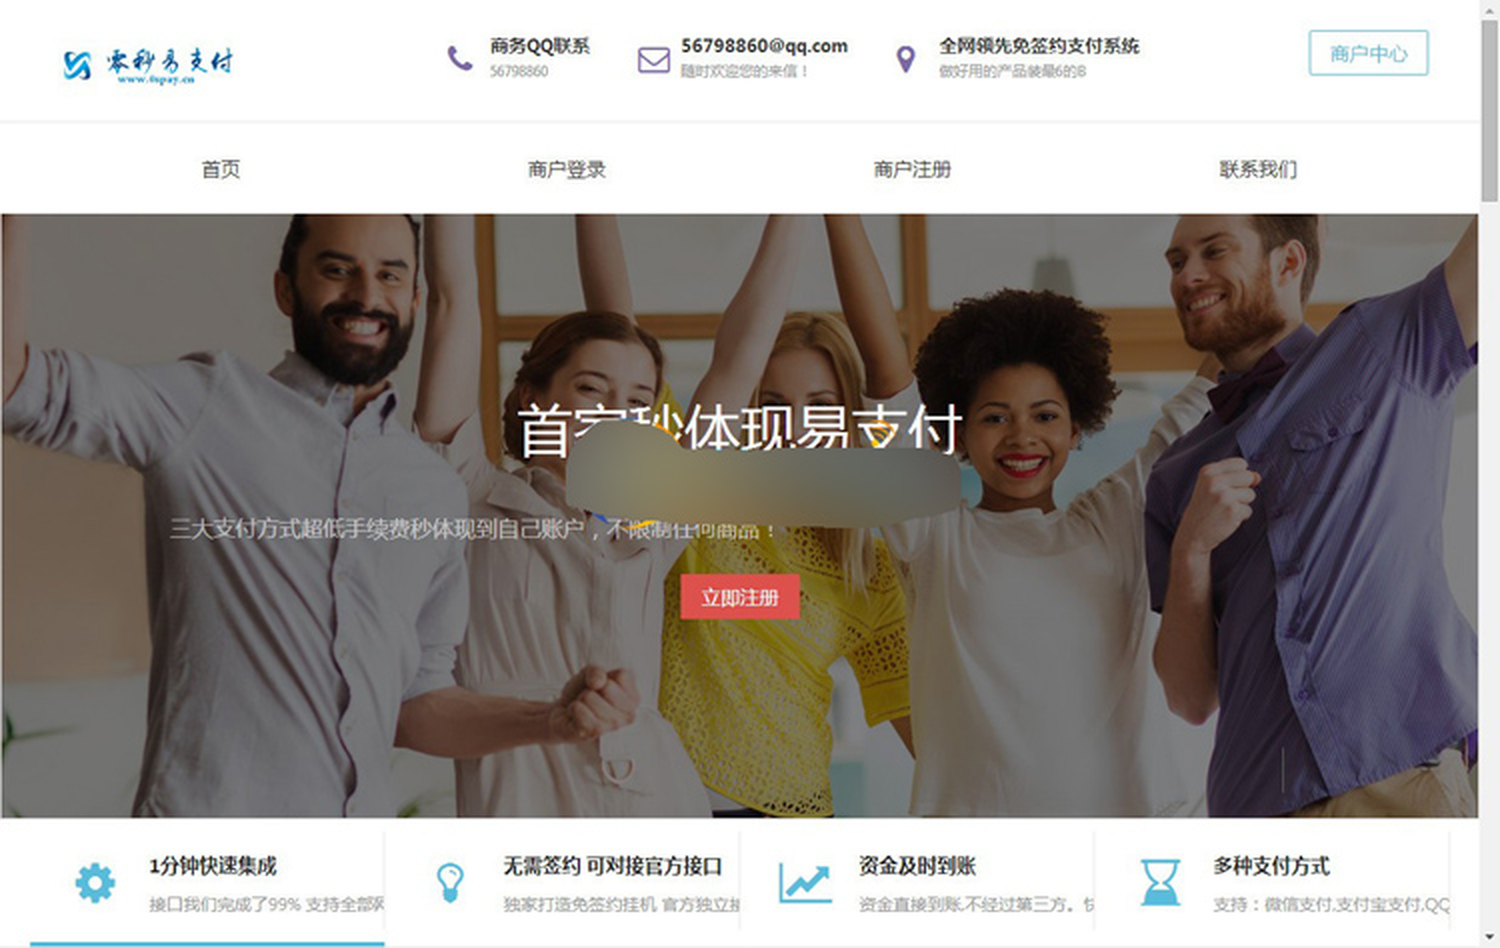 零秒易支付
www.0spay.cn
商务QQ联系
56798860
56798860@qq.com
随时欢迎您的来信！
全网领先免签约支付系统
做好用的产品装最6的B
商户中心
首页
商户登录
商户注册
联系我们
首家秒体现易支付
三大支付方式超低手续费秒体现到自己账户，不限制任何商品！
立即注册
1分钟快速集成
接口我们完成了99% 支持全部
无需签约 可对接官方接口
独家打造免签约挂机 官方独立
资金及时到账
资金直接到账,不经过第三方。
多种支付方式
支持：微信支付,支付宝支付,QQ